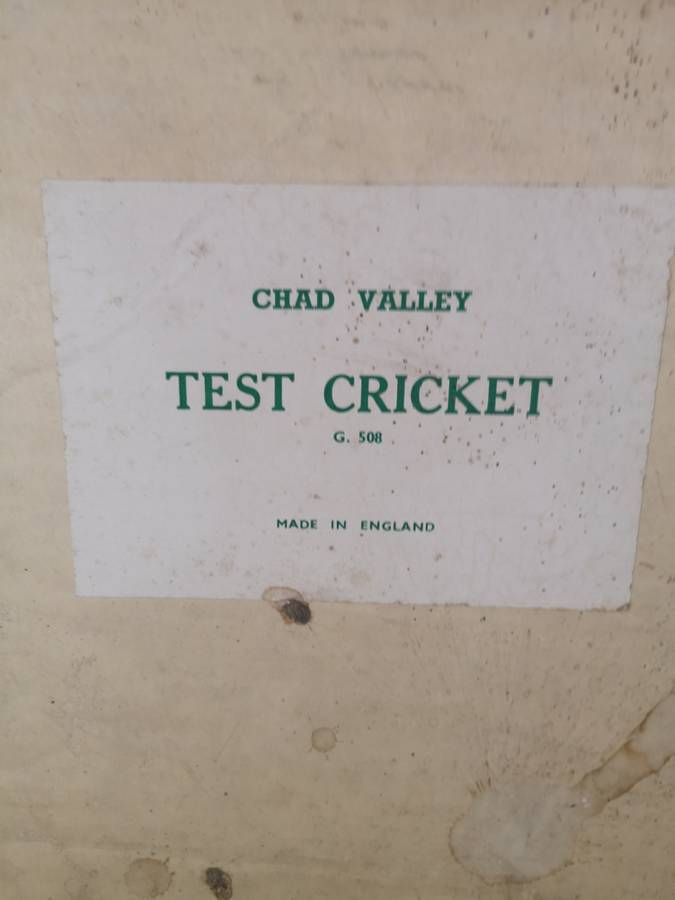 CHAD VALLEY
TEST CRICKET
G. 508
MADE IN ENGLAND